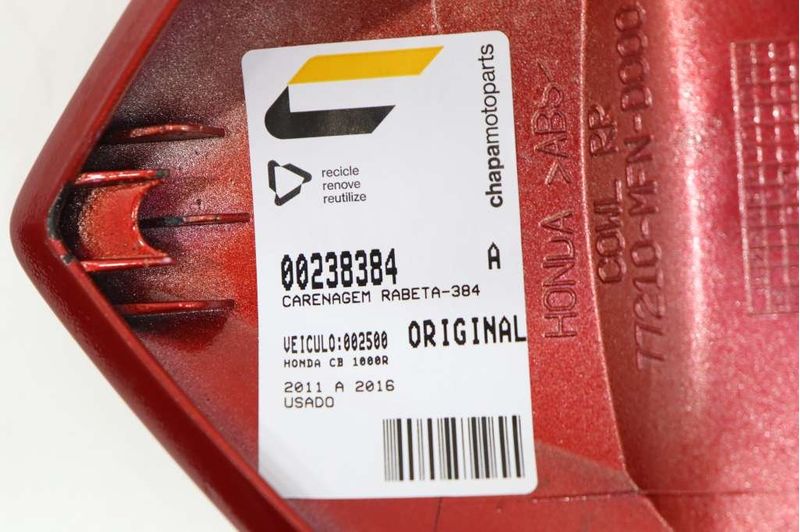 chapamotoparts
recicle
renove
reutilize
00238384 A
CARENAGEM RABETA-384
VEICULO:002500 ORIGINAL
HONDA CB 1000R
2011 A 2016
USADO
HONDA >ABS<
COWL RR
77210-MFN-D000